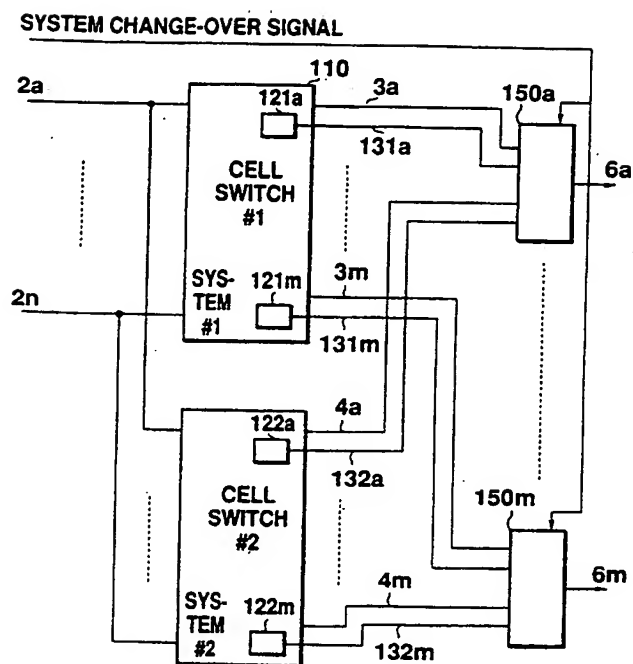 SYSTEM CHANGE-OVER SIGNAL
110
2a
121a
3a
150a
131a
6a
CELL
SWITCH
#1
2n
SYS-
TEM
#1
121m
3m
131m
122a
4a
132a
CELL
SWITCH
#2
150m
4m
6m
SYS-
TEM
#2
122m
132m